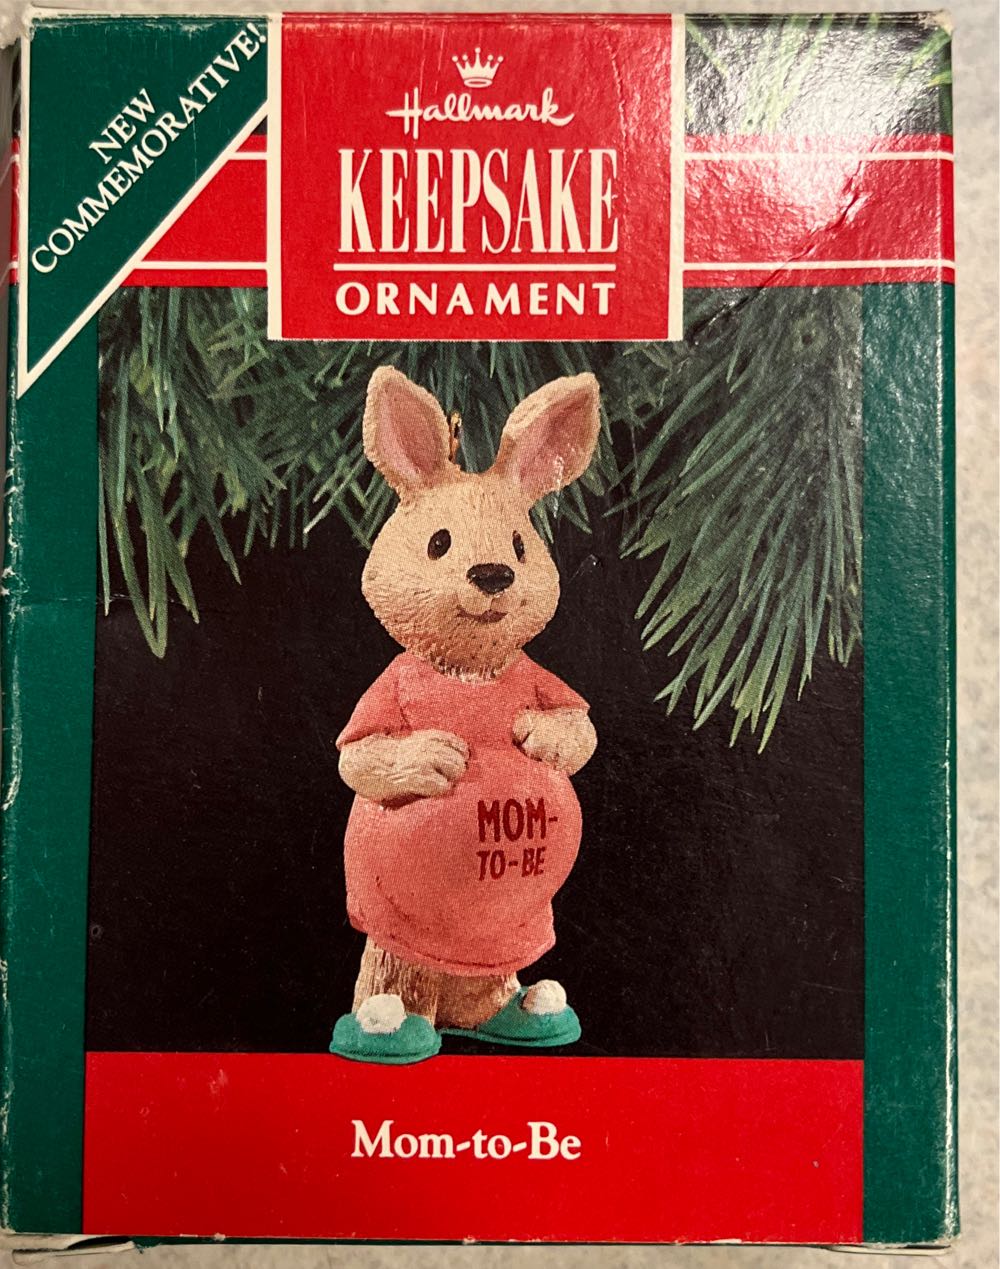 NEW
COMMEMORATIVE!
Hallmark
KEEPSAKE
ORNAMENT
MOM-
TO-BE
Mom-to-Be